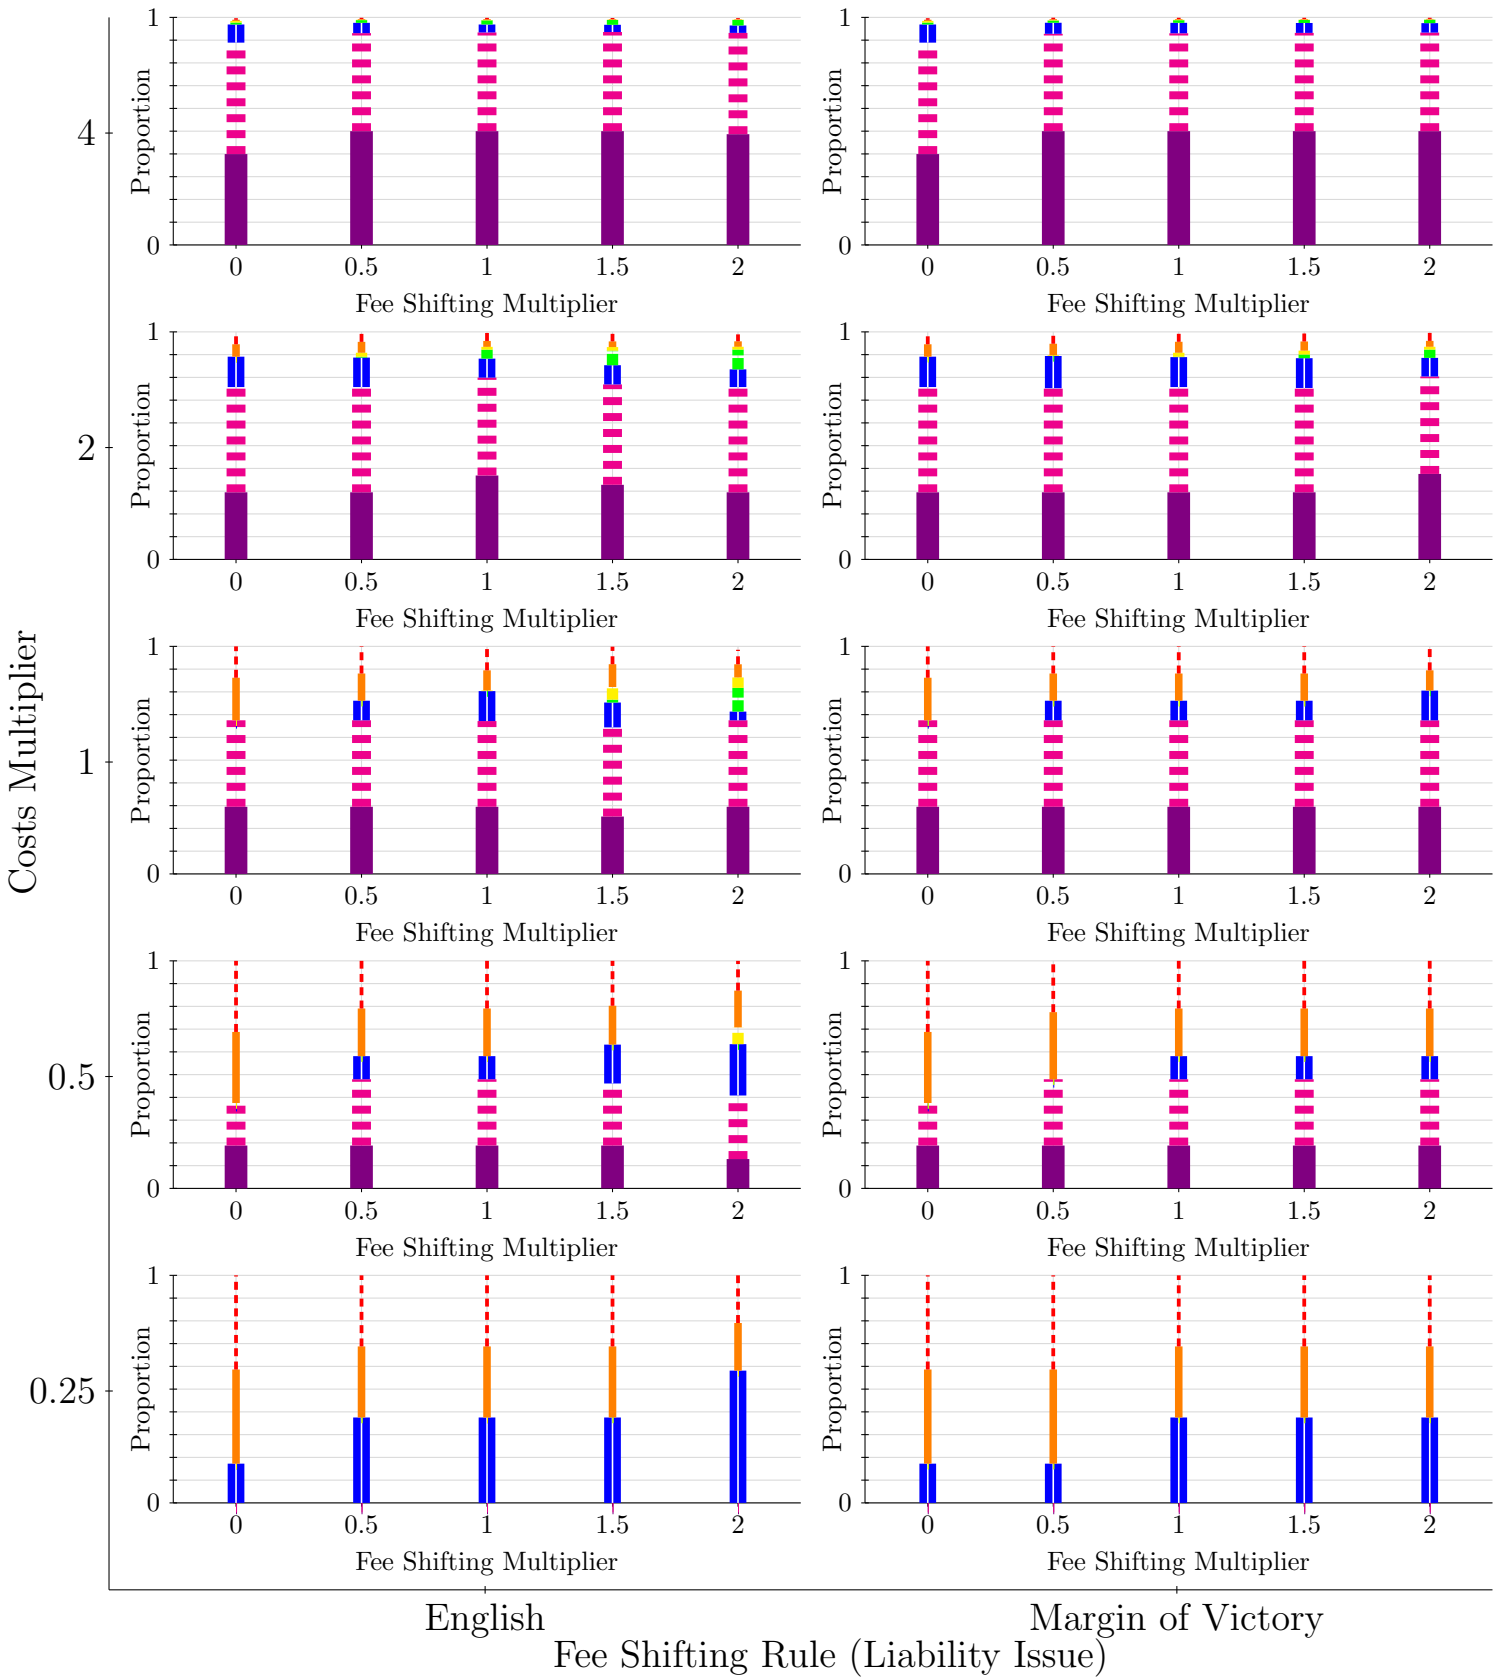 1
Proportion
0
0 0.5 1 1.5 2
Fee Shifting Multiplier
1
Proportion
0
0 0.5 1 1.5 2
Fee Shifting Multiplier
4
1
Proportion
0
0 0.5 1 1.5 2
Fee Shifting Multiplier
1
Proportion
0
0 0.5 1 1.5 2
Fee Shifting Multiplier
2
1
Proportion
0
0 0.5 1 1.5 2
Fee Shifting Multiplier
1
Proportion
0
0 0.5 1 1.5 2
Fee Shifting Multiplier
1
Costs Multiplier
1
Proportion
0
0 0.5 1 1.5 2
Fee Shifting Multiplier
1
Proportion
0
0 0.5 1 1.5 2
Fee Shifting Multiplier
0.5
1
Proportion
0
0 0.5 1 1.5 2
Fee Shifting Multiplier
1
Proportion
0
0 0.5 1 1.5 2
Fee Shifting Multiplier
0.25
English
Margin of Victory
Fee Shifting Rule (Liability Issue)